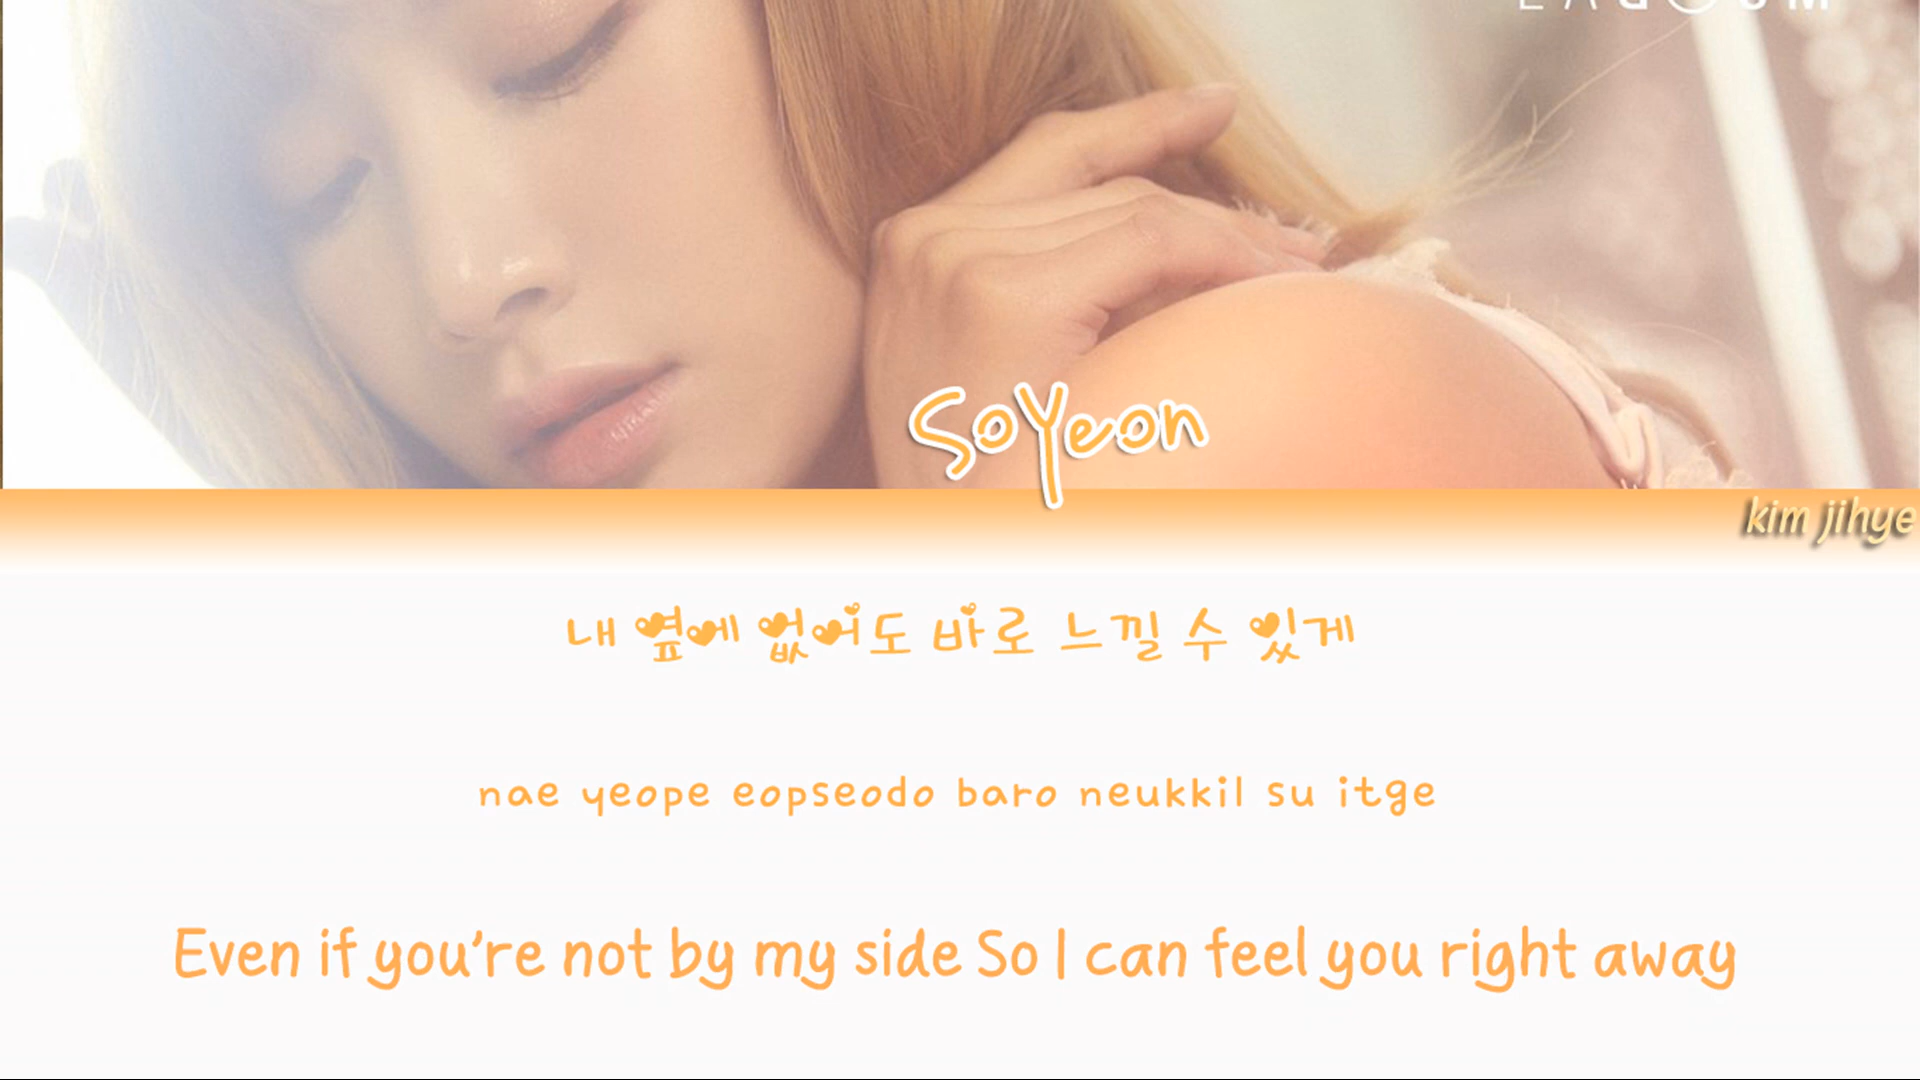 SoYeon
kim jihye
내 옆에 없어도 바로 느낄 수 있게
nae yeope eopseodo baro neukkil su itge
Even if you're not by my side So I can feel you right away